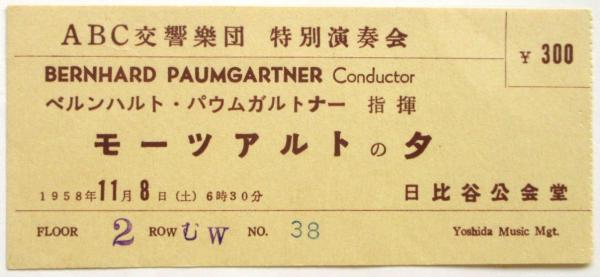 ABC交響樂団 特別演奏会
¥ 300
BERNHARD PAUMGARTNER Conductor
ベルンハルト・パウムガルトナー 指揮
モーツアルトの夕
1958年11月8日(土)6時30分
日比谷公会堂
FLOOR 2 ROW むW NO. 38
Yoshida Music Mgt.